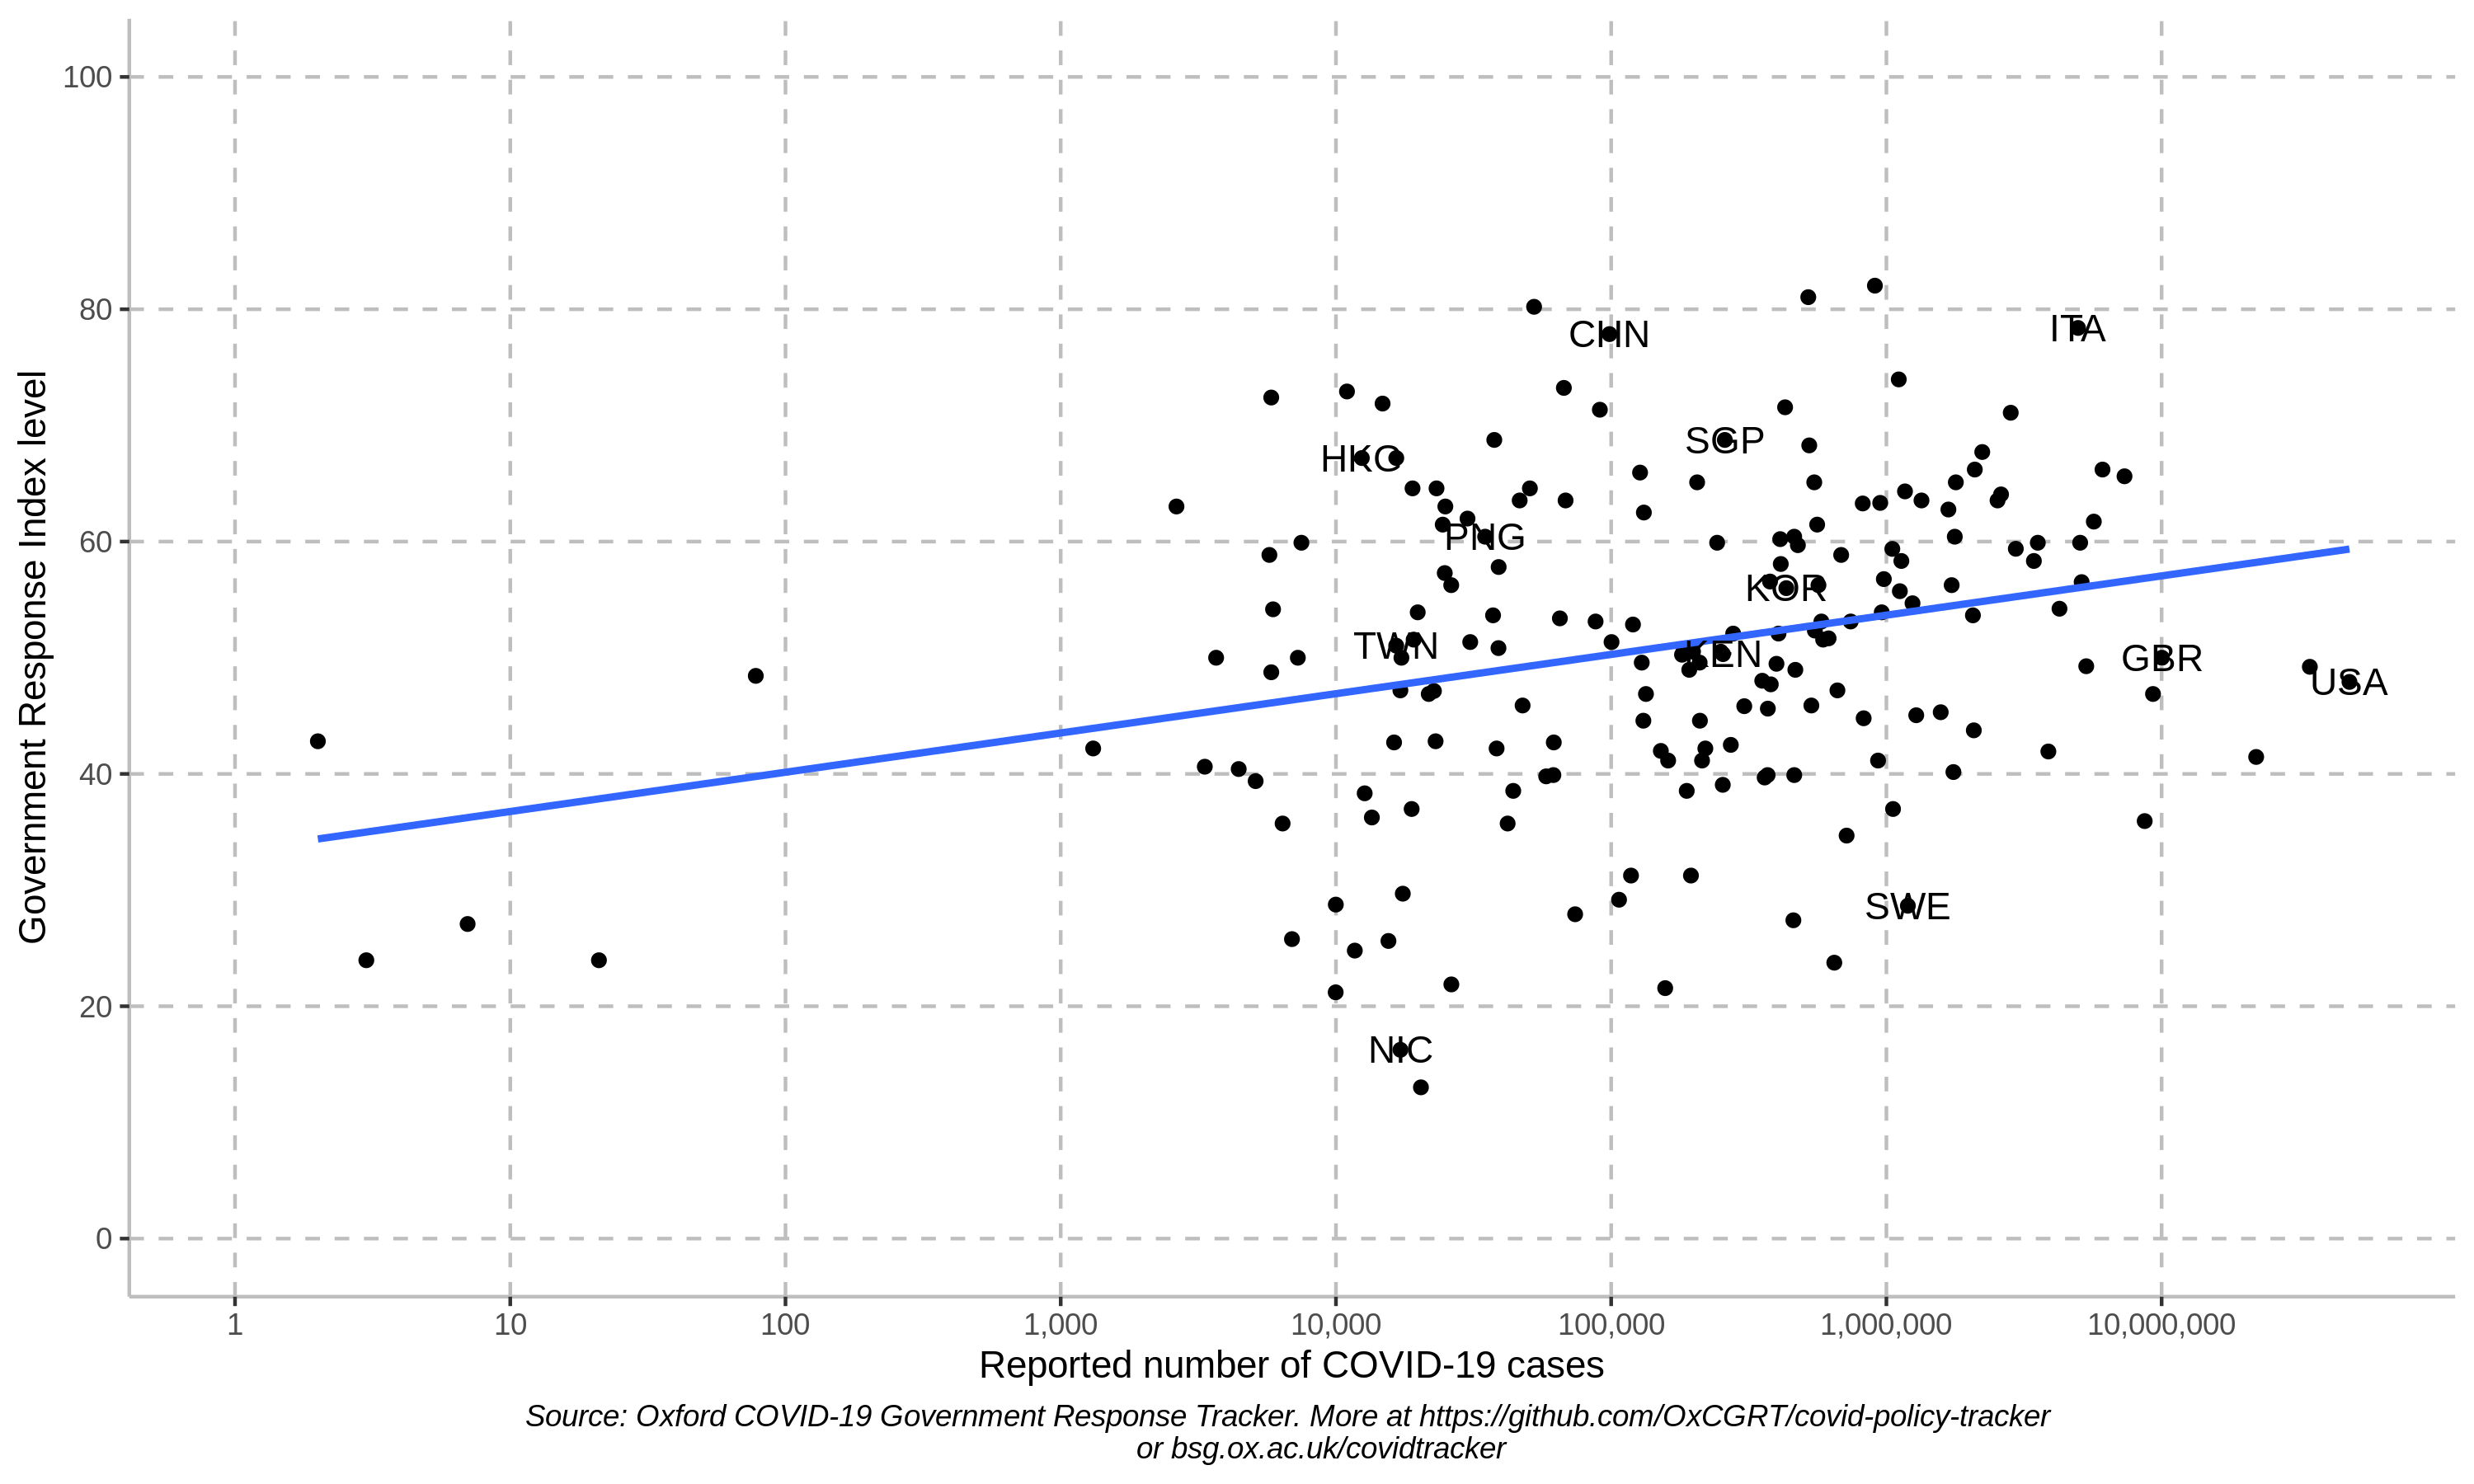 Government Response Index level
100
80
60
40
20
0
CHN
ITA
SGP
HKG
PNG
KOR
TWN
KEN
GBR
USA
SWE
NIC
1 10 100 1,000 10,000 100,000 1,000,000 10,000,000
Reported number of COVID-19 cases
Source: Oxford COVID-19 Government Response Tracker. More at https://github.com/OxCGRT/covid-policy-tracker
or bsg.ox.ac.uk/covidtracker